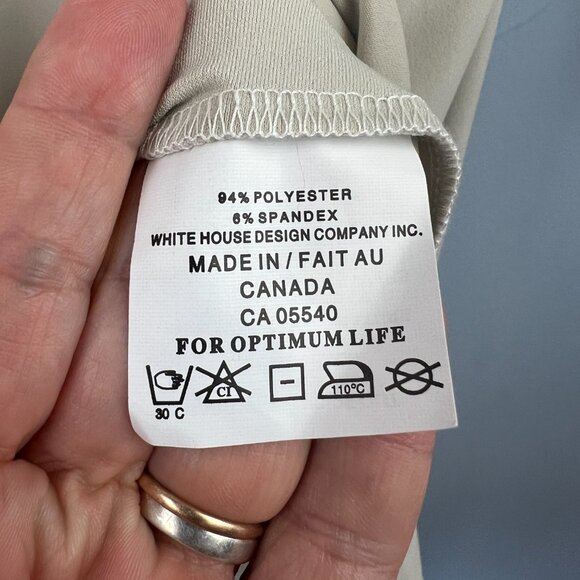 94% POLYESTER
6% SPANDEX
WHITE HOUSE DESIGN COMPANY INC.
MADE IN / FAIT AU
CANADA
CA 05540
FOR OPTIMUM LIFE
CI 110°C
30 C